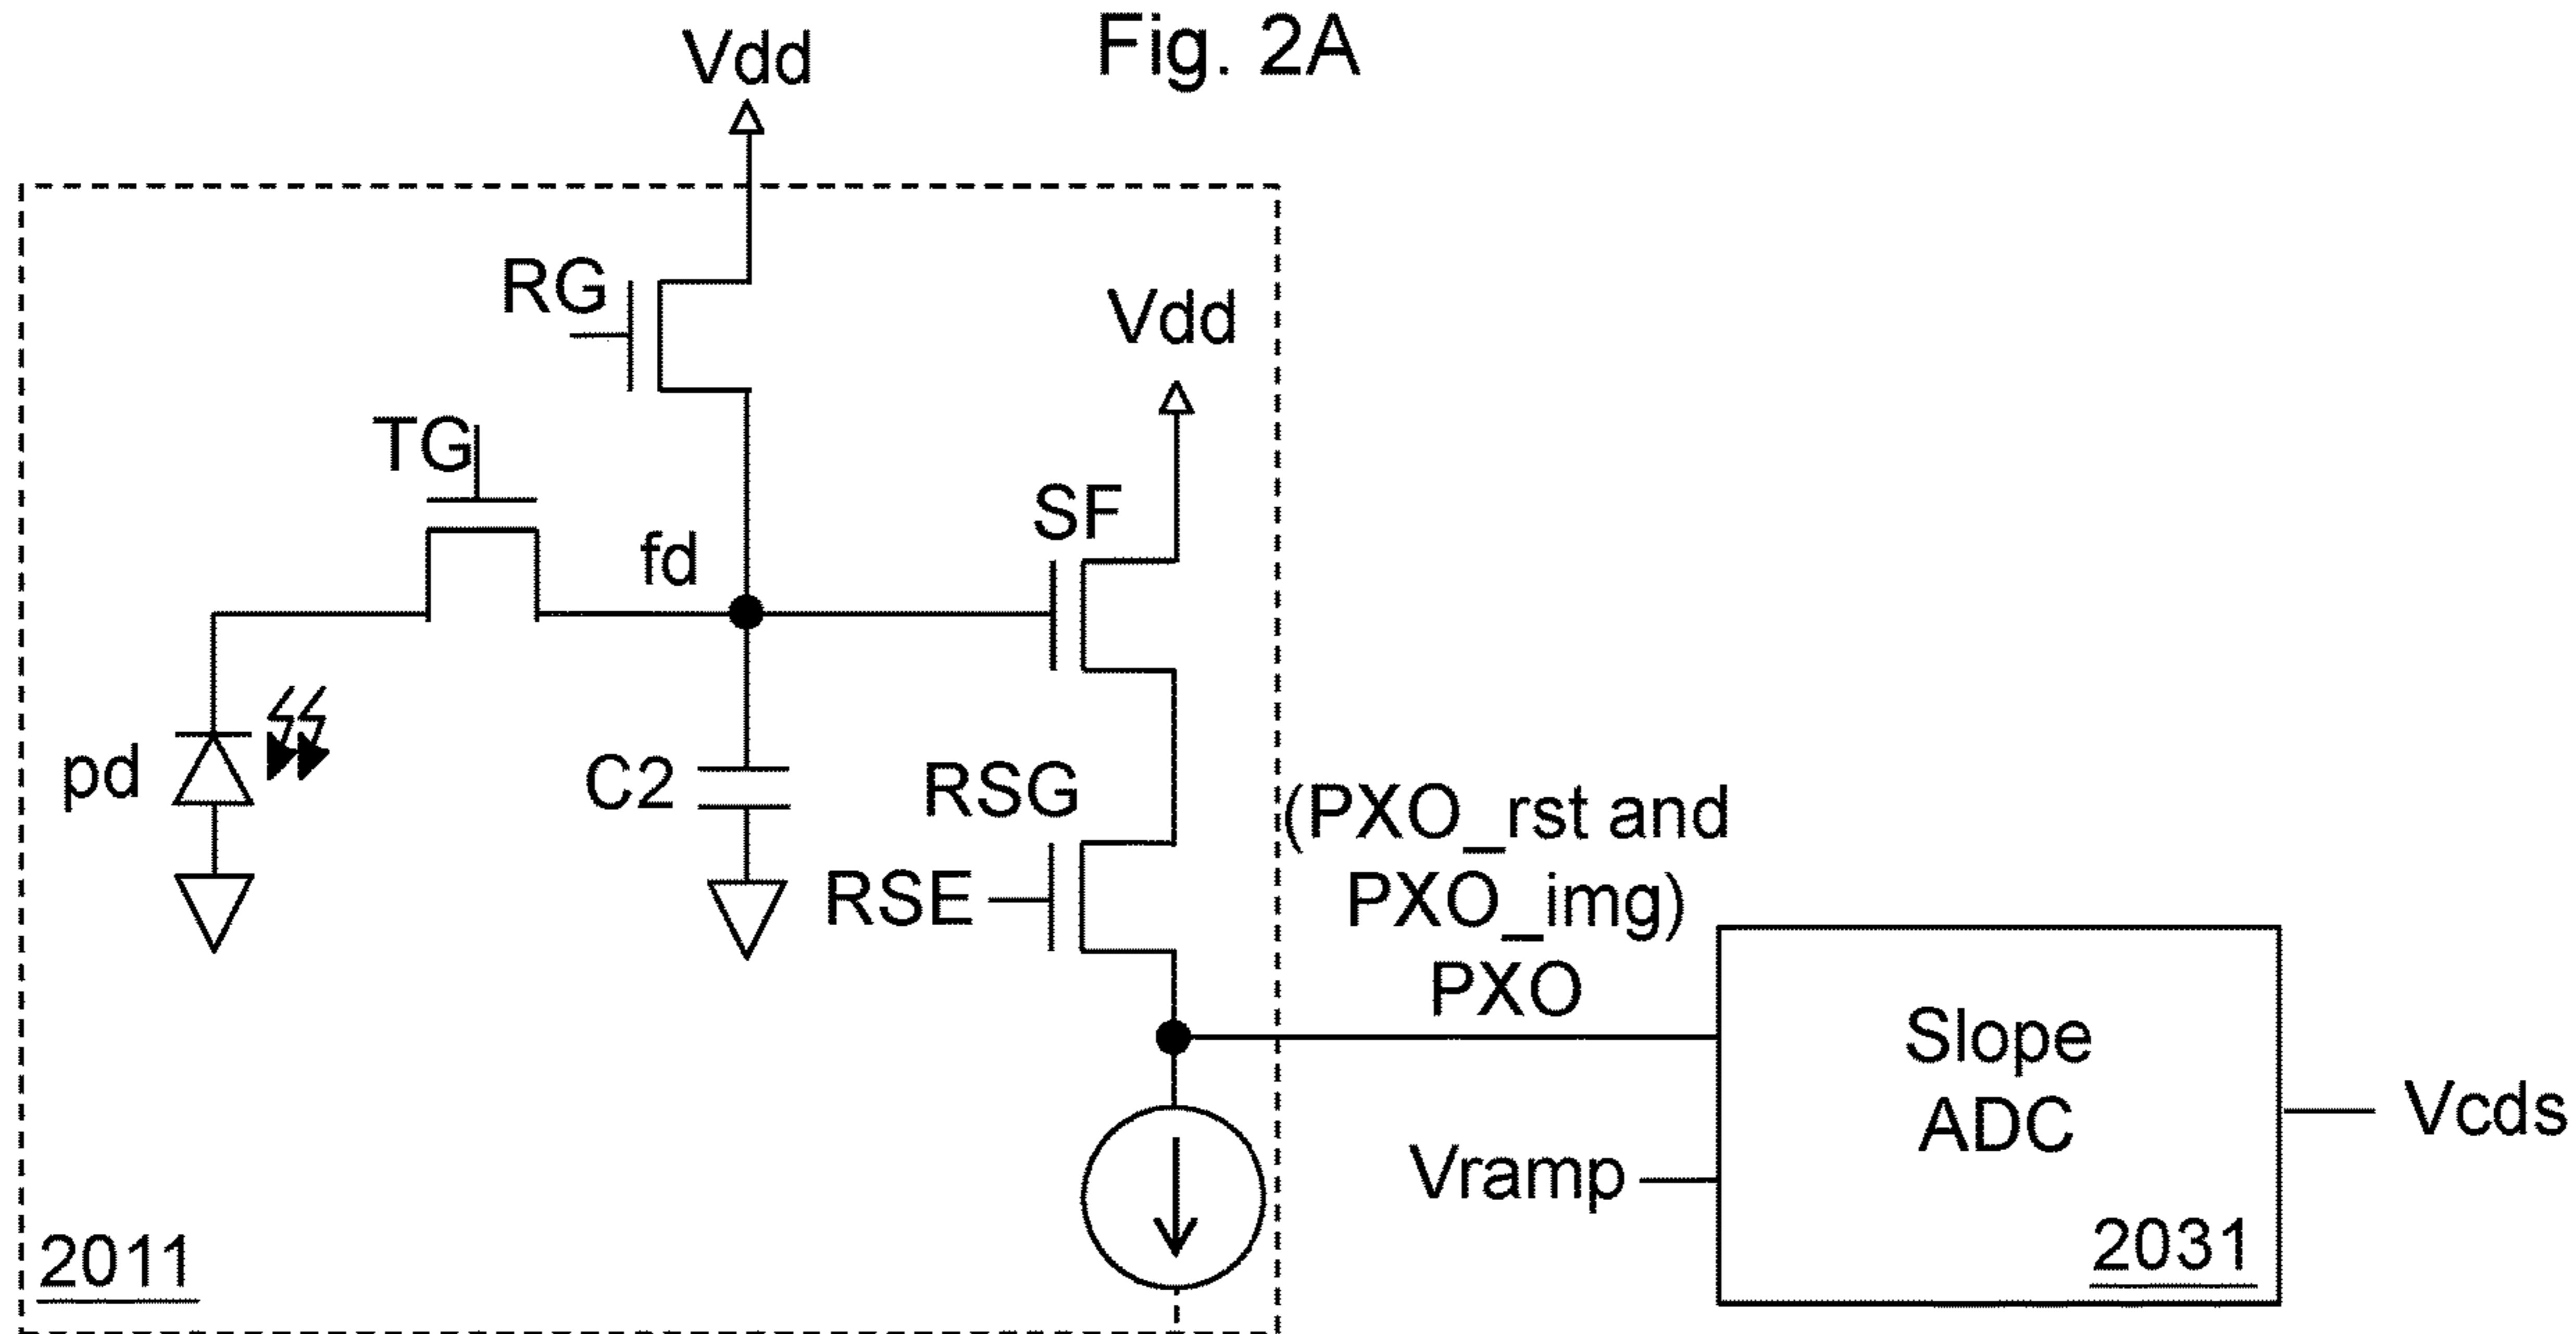 Fig. 2A
Vdd
RG
Vdd
TG
SF
fd
pd
C2
RSG
RSE
(PXO_rst and
PXO_img)
PXO
Slope
ADC
Vramp
Vcds
2011
2031